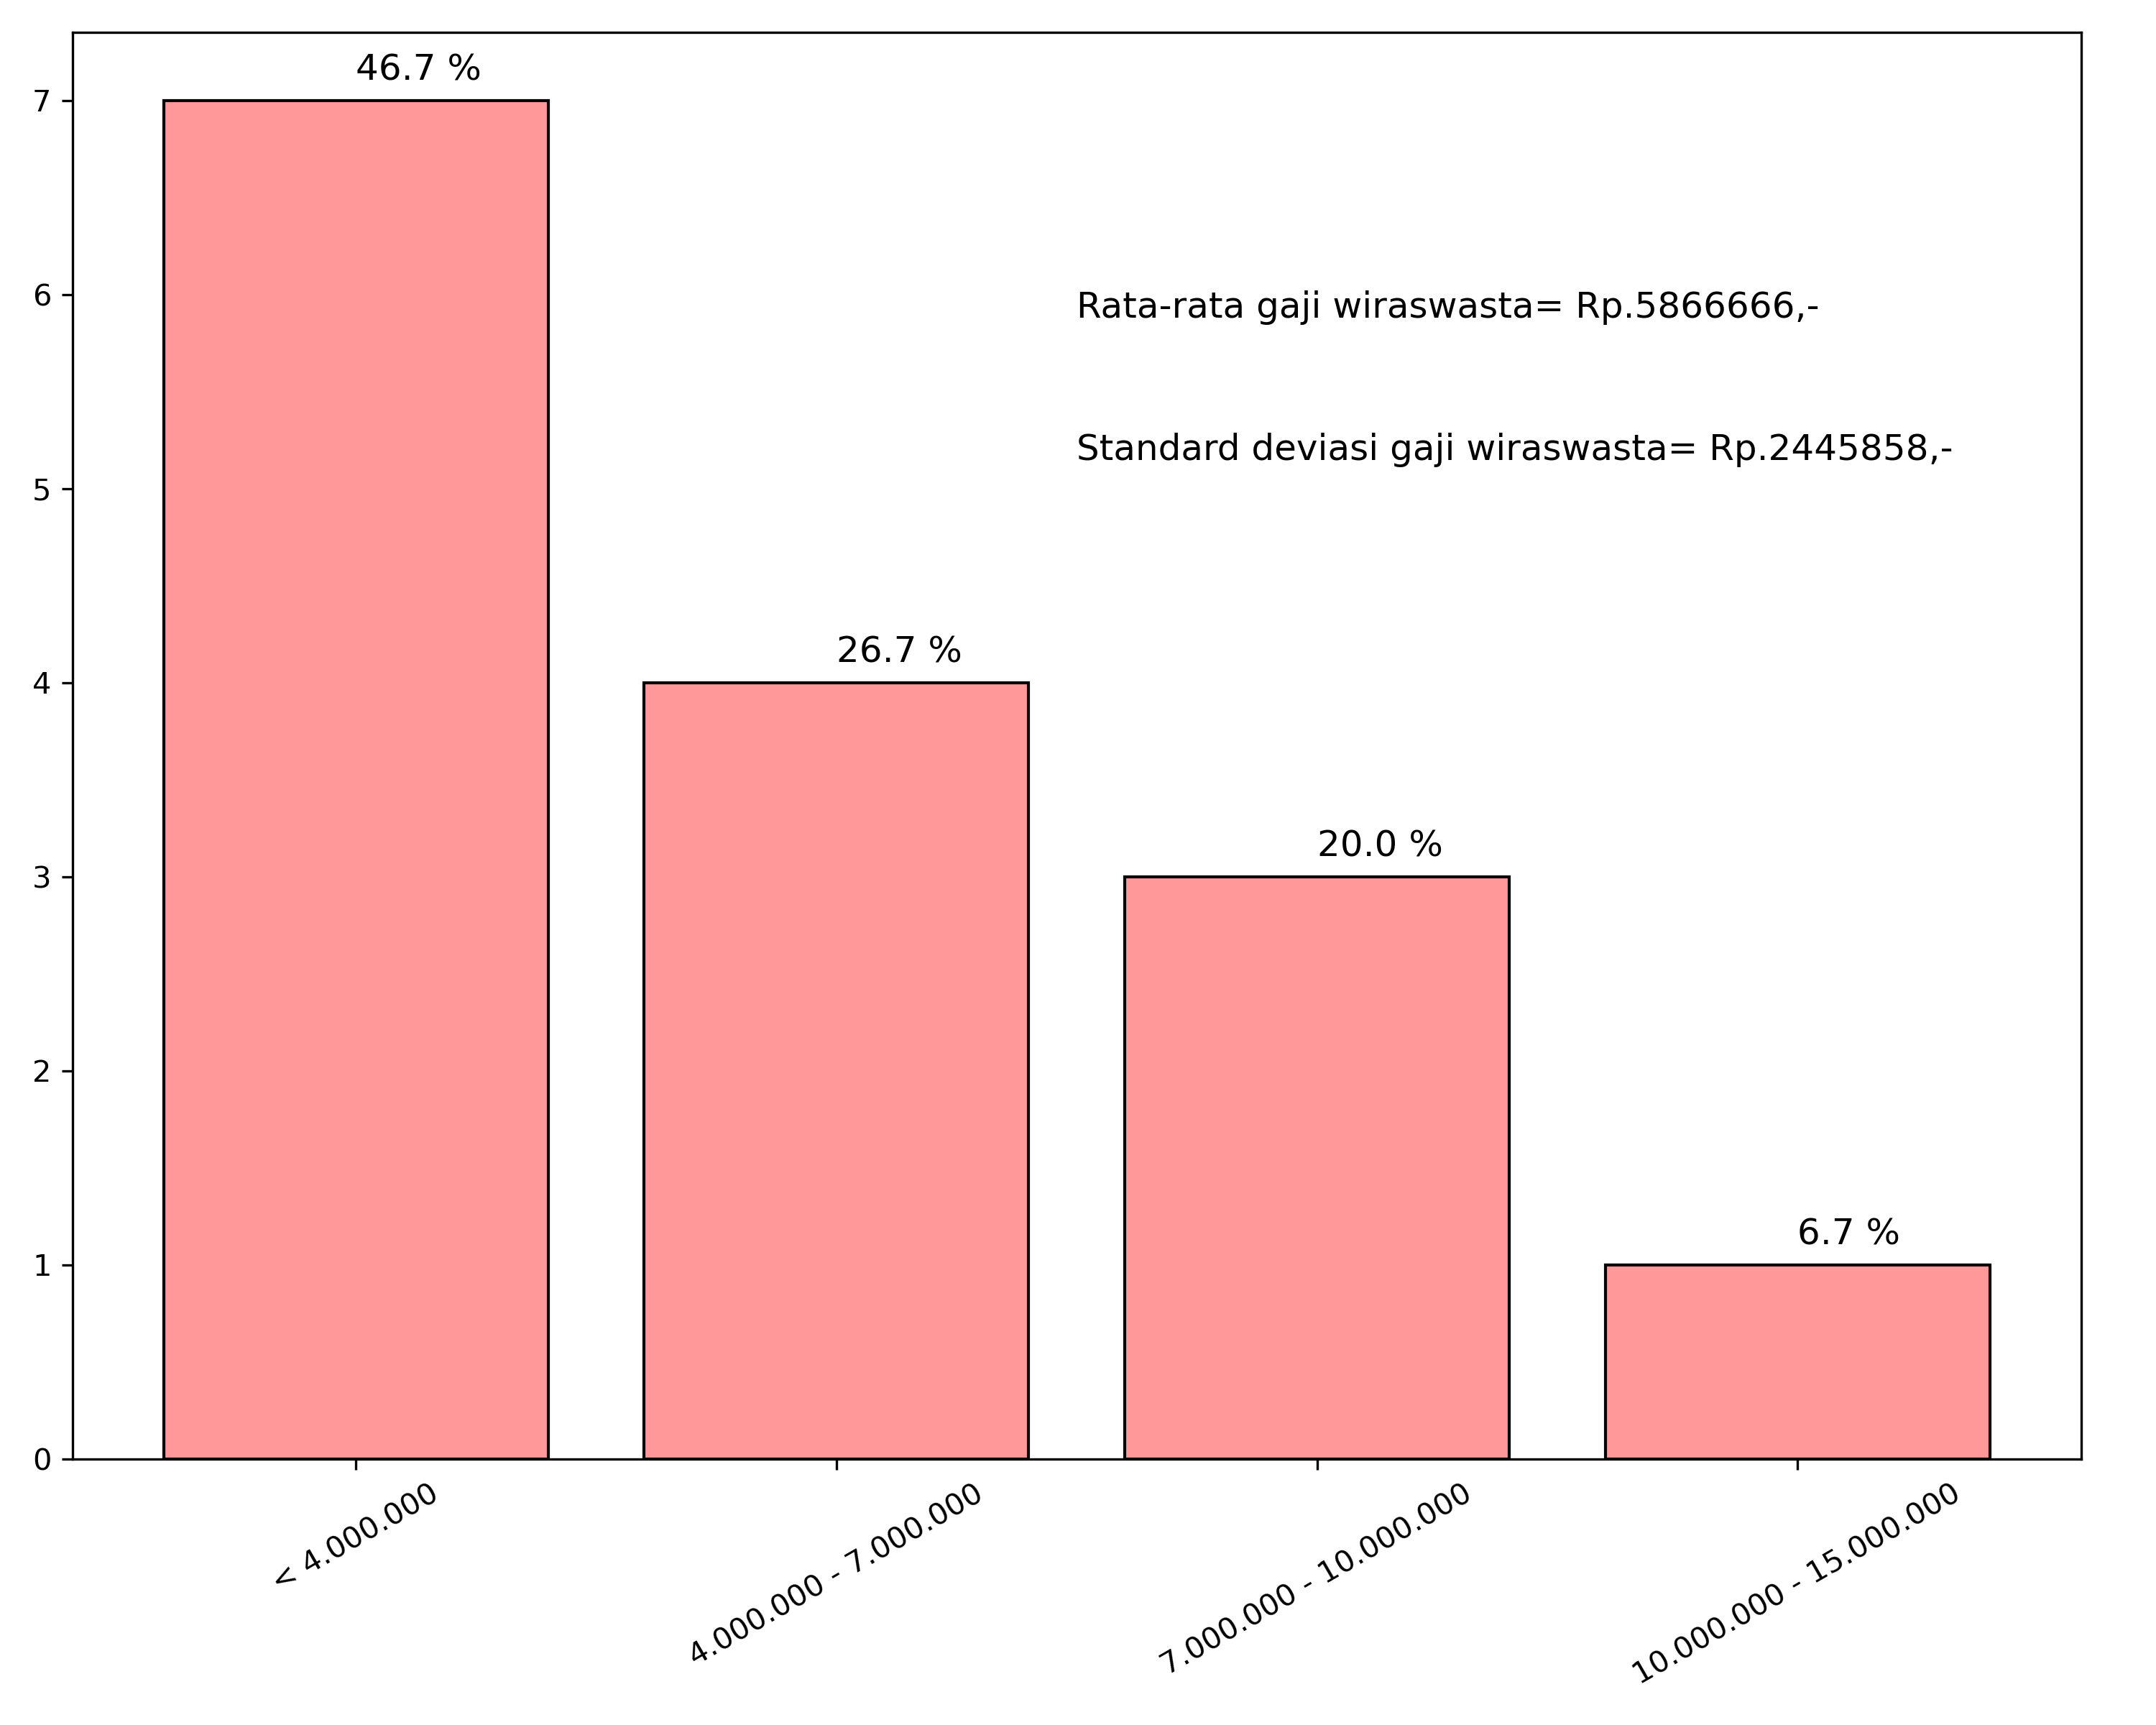 46.7 %
7
6
Rata-rata gaji wiraswasta= Rp.5866666,-
Standard deviasi gaji wiraswasta= Rp.2445858,-
5
26.7 %
4
20.0 %
3
2
6.7 %
1
0
< 4.000.000
4.000.000 - 7.000.000
7.000.000 - 10.000.000
10.000.000 - 15.000.000